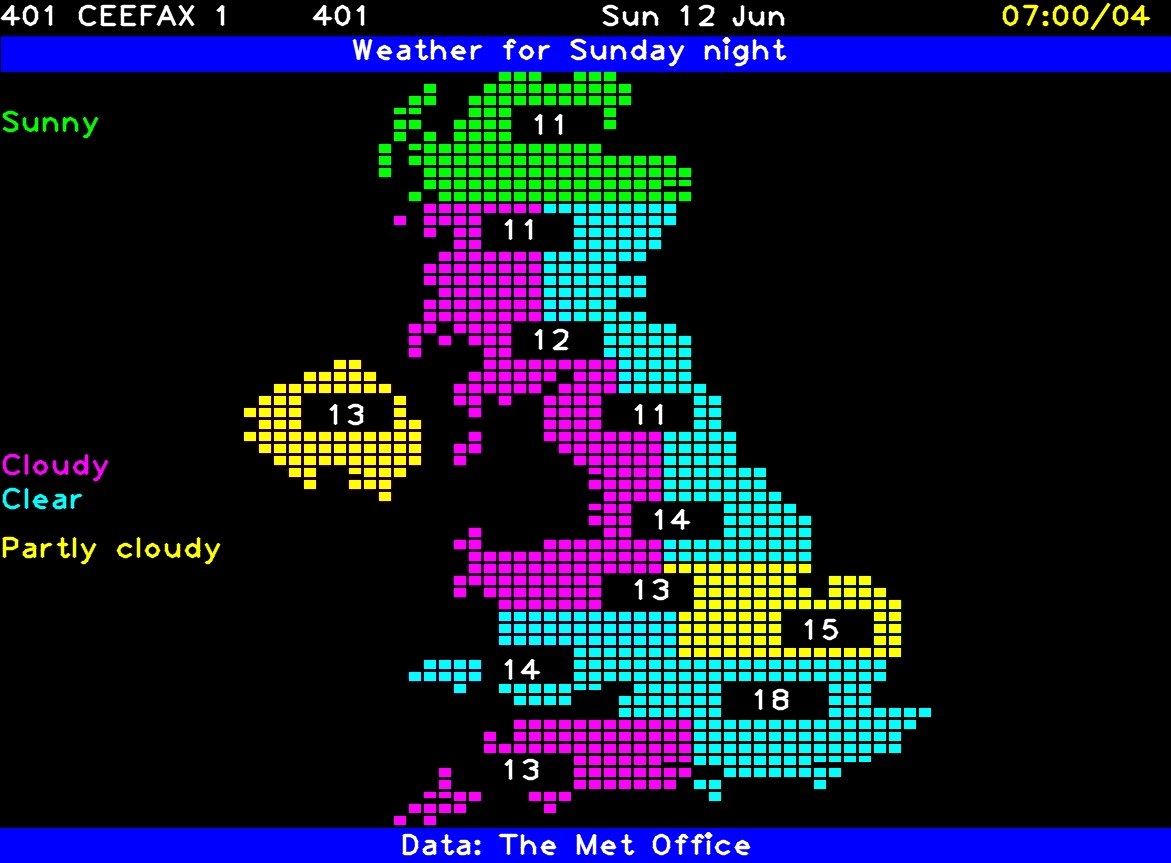 401 CEEFAX 1 401 Sun 12 Jun 07:00/04
Weather for Sunday night
Sunny
11
11
12
13
11
Cloudy
Clear
14
Partly cloudy
13
15
14
18
13
Data: The Met Office